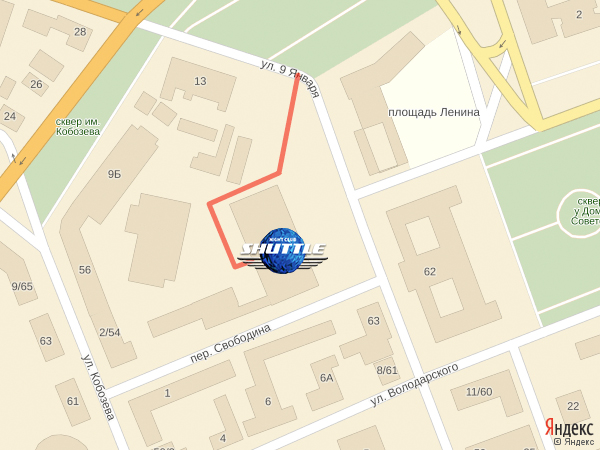 28
2
ул. 9 Января
13
26
24
площадь Ленина
сквер им.
Кобозева
9Б
сквер
у Дом
Совето
NIGHT CLUB
SHUTTLE
56
62
9/65
2/54
63
63
пер. Свободина
ул. Кобозева
6А
8/61
ул. Володарского
61
1
6
11/60
22
4
Яндекс
© Яндекс